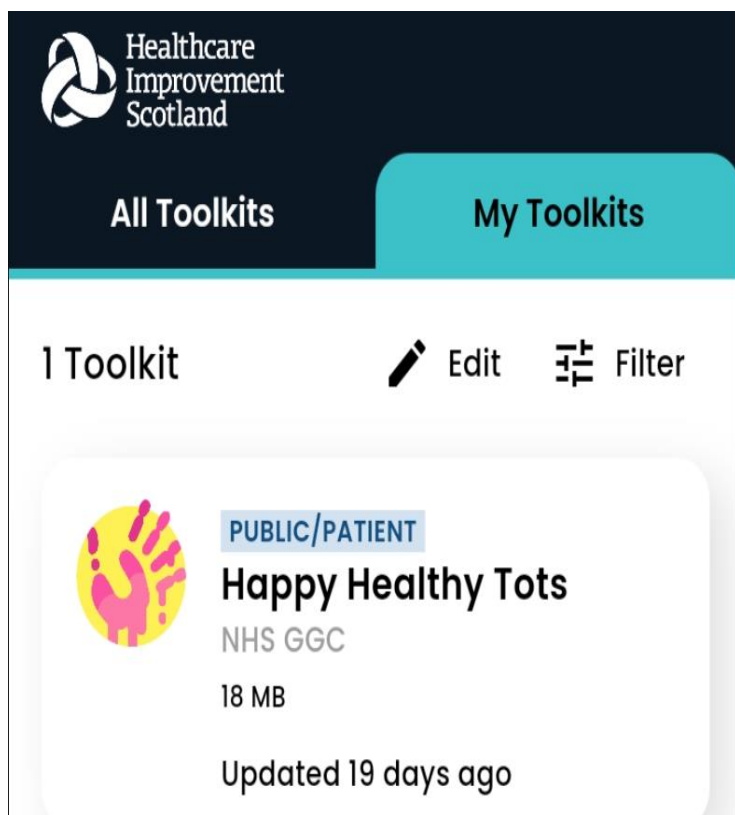 Healthcare
Improvement
Scotland
All Toolkits
My Toolkits
1 Toolkit
Edit
Filter
PUBLIC/PATIENT
Happy Healthy Tots
NHS GGC
18 MB
Updated 19 days ago